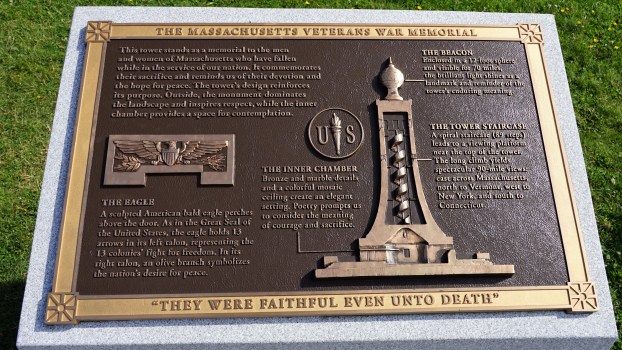 THE MASSACHUSETTS VETERANS WAR MEMORIAL
This tower stands as a memorial to the men
and women of Massachusetts who have fallen
while in the service of our nation. It commemorates
their sacrifice and reminds us of their devotion and
the hope for peace. The tower's design reinforces
its purpose. Outside, the monument dominates
the landscape and inspires respect, while the inner
chamber provides a space for contemplation.
THE EAGLE
A sculpted American bald eagle perches
above the door. As in the Great Seal of
the United States, the eagle holds 13
arrows in its left talon, representing the
13 colonies' fight for freedom. In its
right talon, an olive branch symbolizes
the nation's desire for peace.
U S
THE INNER CHAMBER
Bronze and marble details
and a colorful mosaic
ceiling create an elegant
setting. Poetry prompts us
to consider the meaning
of courage and sacrifice.
THE BEACON
Enclosed in a 12-foot sphere
and visible for 70 miles,
the brilliant light shines as a
landmark and reminder of the
tower's enduring meaning.
THE TOWER STAIRCASE
A spiral staircase (89 steps)
leads to a viewing platform
near the top of the tower.
The long climb yields
spectacular 90-mile views:
east across Massachusetts,
north to Vermont, west to
New York, and south to
Connecticut.
"THEY WERE FAITHFUL EVEN UNTO DEATH"